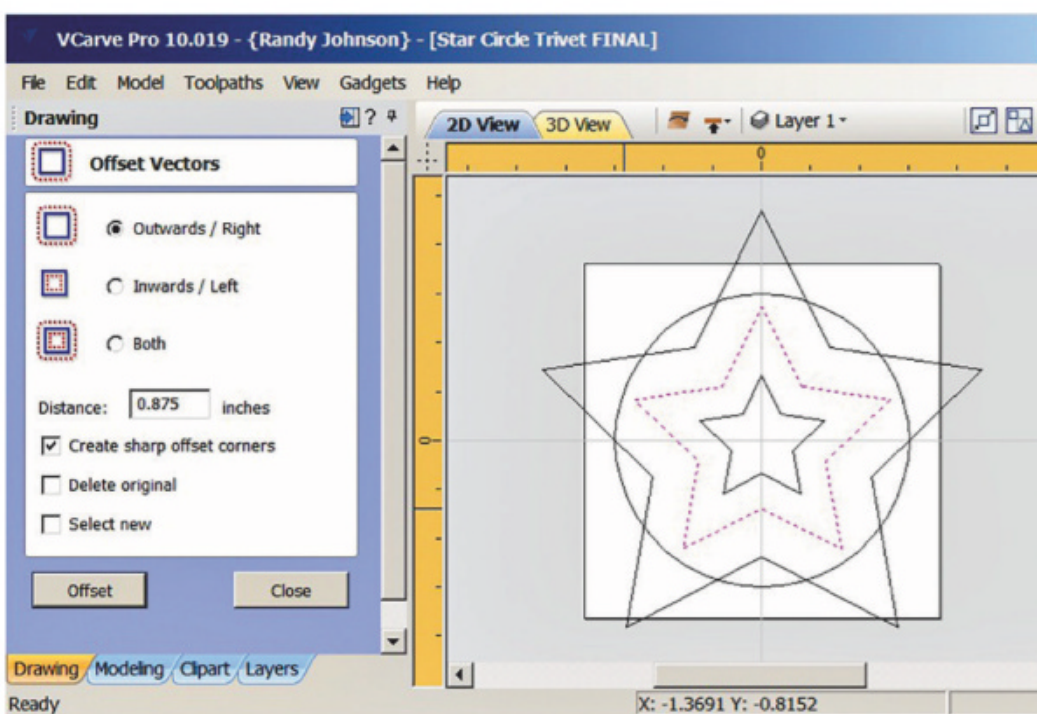 VCarve Pro 10.019 - {Randy Johnson} - [Star Circle Trivet FINAL]
File Edit Model Toolpaths View Gadgets Help
Drawing ?
2D View 3D View Layer 1
0
Offset Vectors
Outwards / Right
Inwards / Left
Both
Distance: 0.875 inches
0
Create sharp offset corners
Delete original
Select new
Offset Close
Drawing Modeling Clipart Layers
Ready X: -1.3691 Y: -0.8152